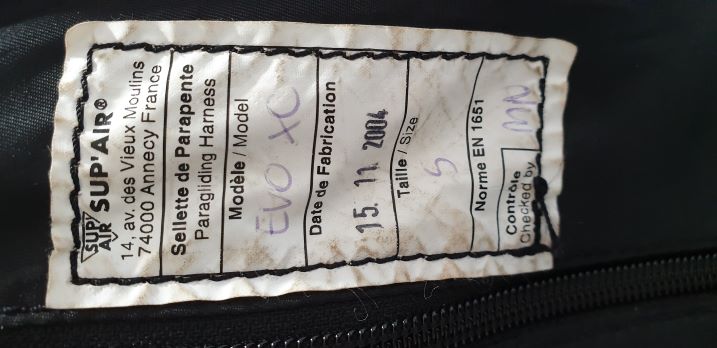 SUP' AIR SUP'AIR®
14, av. des Vieux Moulins
74000 Annecy France
Sellette de Parapente
Paragliding Harness
Modèle / Model
EVO XC
Date de Fabrication
15. 11. 2004
Taille / Size
S
Norme EN 1651
Contrôle
Checked by